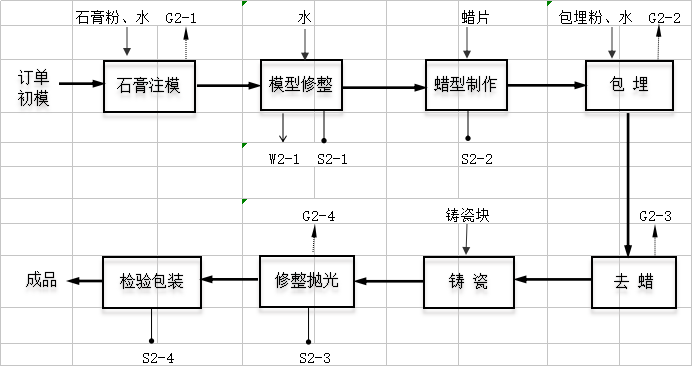 石膏粉、水
G2-1
水
蜡片
包埋粉、水
G2-2
订单
初模
石膏注模
模型修整
蜡型制作
包 埋
W2-1
S2-1
S2-2
G2-4
铸瓷块
G2-3
成品
检验包装
修整抛光
铸 瓷
去 蜡
S2-4
S2-3